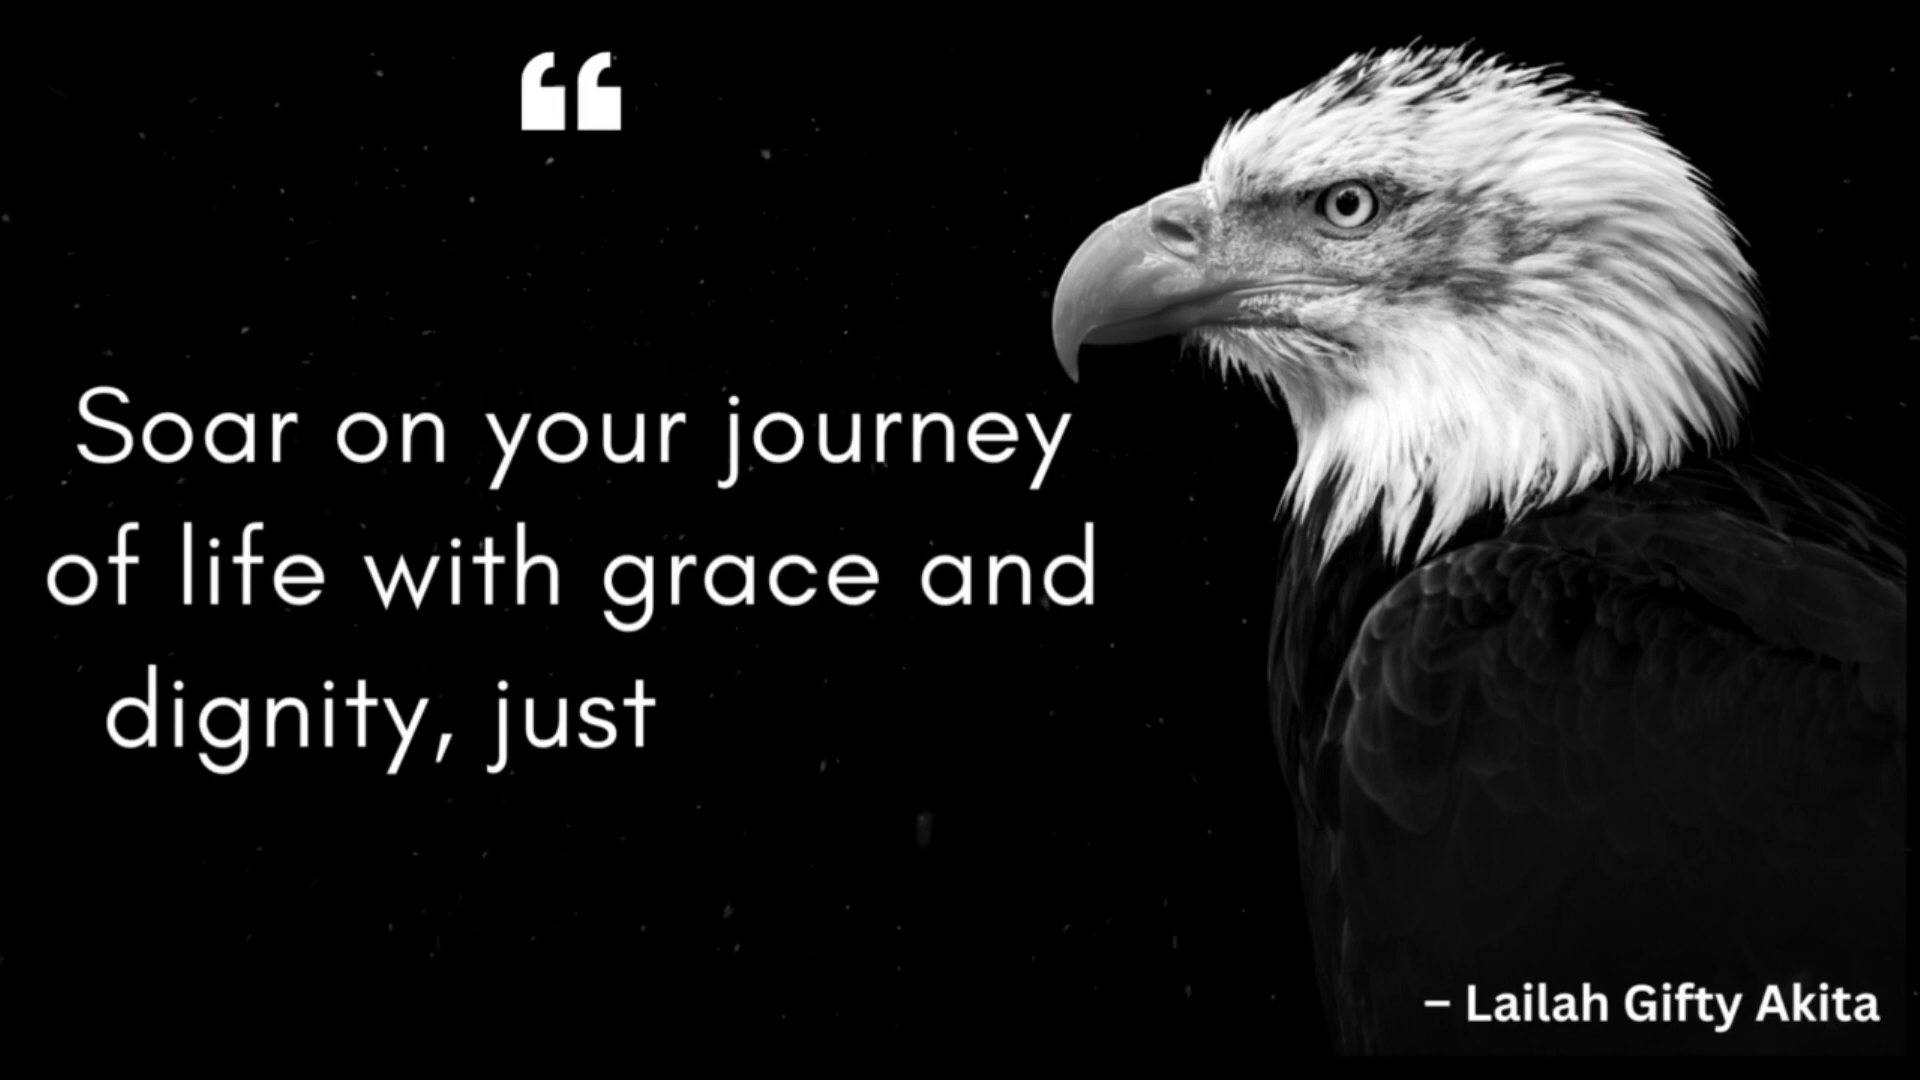 “
Soar on your journey
of life with grace and
dignity, just
– Lailah Gifty Akita